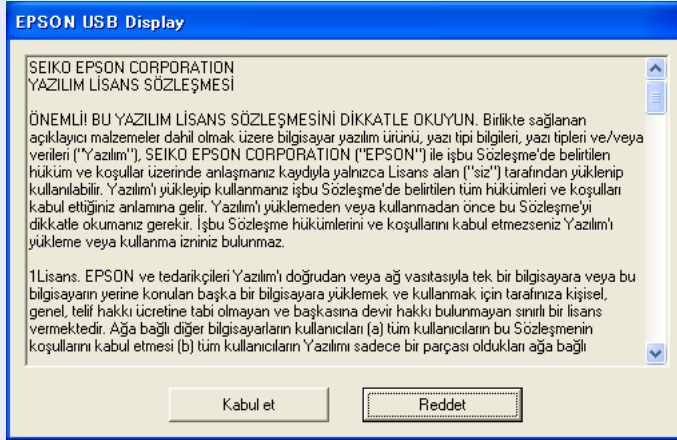 EPSON USB Display
SEIKO EPSON CORPORATION
YAZILIM LİSANS SÖZLEŞMESİ
ÖNEMLİ! BU YAZILIM LİSANS SÖZLEŞMESİNİ DİKKATLE OKUYUN. Birlikte sağlanan
açıklayıcı malzemeler dahil olmak üzere bilgisayar yazılım ürünü, yazı tipi bilgileri, yazı tipleri ve/veya
verileri ("Yazılım"), SEIKO EPSON CORPORATION ("EPSON") ile işbu Sözleşme'de belirtilen
hüküm ve koşullar üzerinde anlaşmanız kaydıyla yalnızca Lisans alan ("siz") tarafından yüklenip
kullanılabilir. Yazılım'ı yükleyip kullanmanız işbu Sözleşme'de belirtilen tüm hükümleri ve koşulları
kabul ettiğiniz anlamına gelir. Yazılım'ı yüklemeden veya kullanmadan önce bu Sözleşme'yi
dikkatle okumanız gerekir. İşbu Sözleşme hükümlerini ve koşullarını kabul etmezseniz Yazılım'ı
yükleme veya kullanma izniniz bulunmaz.
1Lisans. EPSON ve tedarikçileri Yazılım'ı doğrudan veya ağ vasıtasıyla tek bir bilgisayara veya bu
bilgisayarın yerine konulan başka bir bilgisayara yüklemek ve kullanmak için tarafınıza kişisel,
genel, telif hakkı ücretine tabi olmayan ve başkasına devir hakkı bulunmayan sınırlı bir lisans
vermektedir. Ağa bağlı diğer bilgisayarların kullanıcıları (a) tüm kullanıcıların bu Sözleşmenin
koşullarını kabul etmesi (b) tüm kullanıcıların Yazılımı sadece bir parçası oldukları ağa bağlı
Kabul et
Reddet